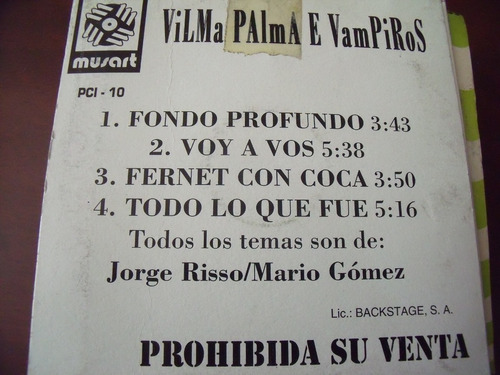 ViLMa PAlmA E VamPiRoS
musart
PCI - 10
1. FONDO PROFUNDO 3:43
2. VOY A VOS 5:38
3. FERNET CON COCA 3:50
4. TODO LO QUE FUE 5:16
Todos los temas son de:
Jorge Risso/Mario Gómez
Lic.: BACKSTAGE, S. A.
PROHIBIDA SU VENTA